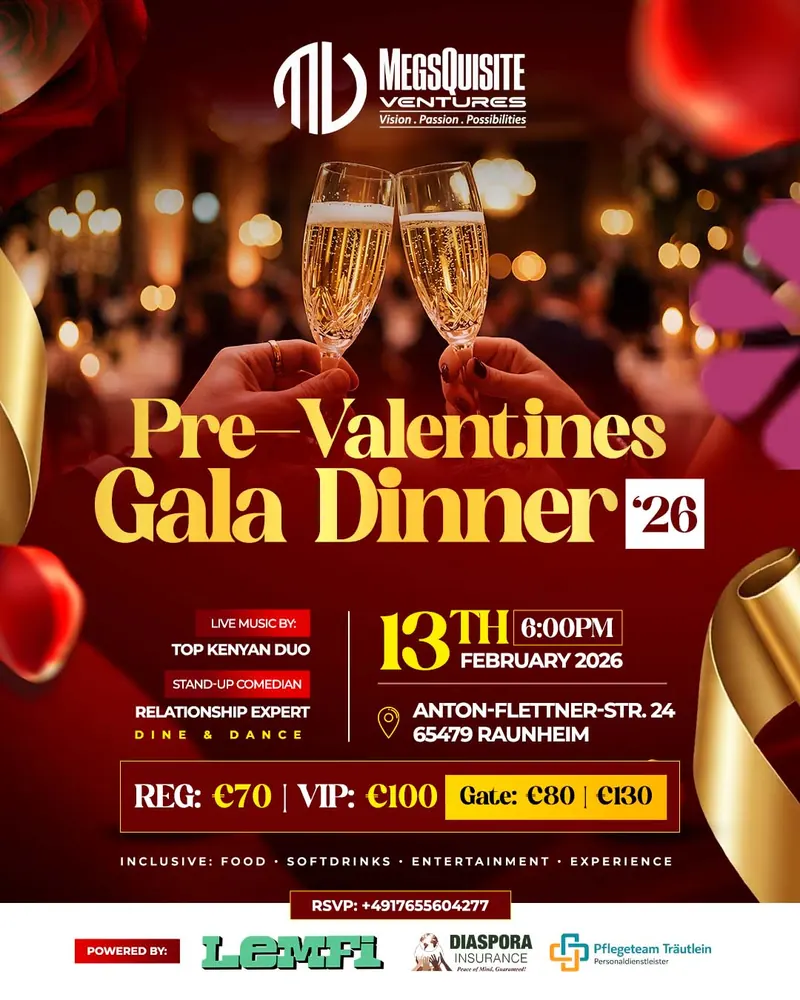 MEGSQUISITE
VENTURES
Vision . Passion . Possibilities
Pre-Valentines
Gala Dinner '26
LIVE MUSIC BY:
TOP KENYAN DUO
STAND-UP COMEDIAN
RELATIONSHIP EXPERT
DINE & DANCE
13TH 6:00PM
FEBRUARY 2026
ANTON-FLETTNER-STR. 24
65479 RAUNHEIM
REG: €70 | VIP: €100 Gate: €80 | €130
INCLUSIVE: FOOD • SOFTDRINKS • ENTERTAINMENT • EXPERIENCE
RSVP: +4917655604277
POWERED BY:
LEMFi
DIASPORA
INSURANCE
Peace of Mind, Guaranteed!
Pflegeteam Träutlein
Personaldienstleister